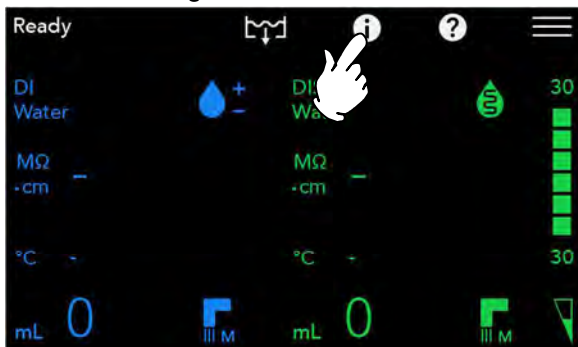 Ready
i
?
DI
Water
+
-
30
MΩ
·cm
-
MΩ
·cm
-
°C
-
°C
-
30
mL
0
III M
mL
0
III M